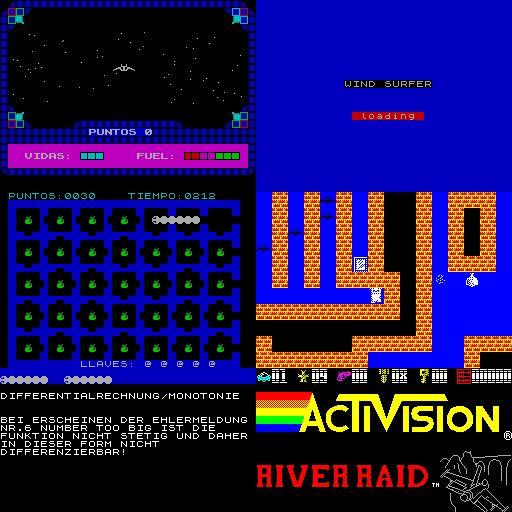 PUNTOS 0
VIDAS:
FUEL:
WIND SURFER
loading
PUNTOS:0030 TIEMPO:0212
LLAVES: @ @ @ @ @
DIFFERENTIALRECHNUNG/MONOTONIE
BEI ERSCHEINEN DER EHLERMELDUNG
NR.6 NUMBER TOO BIG IST DIE
FUNKTION NICHT STETIG UND DAHER
IN DIESER FORM NICHT
DIFFERENZIERBAR!
ACTIVISION®
RIVER RAID™